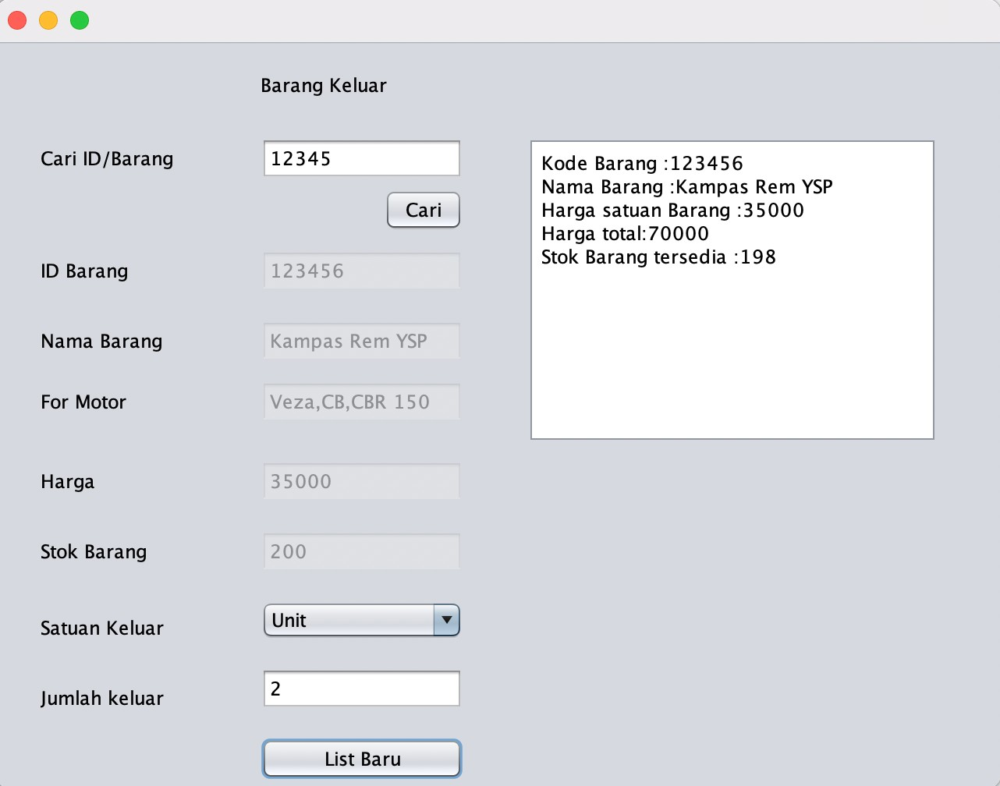 Barang Keluar
Cari ID/Barang
12345
Cari
ID Barang
123456
Nama Barang
Kampas Rem YSP
For Motor
Veza,CB,CBR 150
Harga
35000
Stok Barang
200
Satuan Keluar
Unit
Jumlah keluar
2
List Baru
Kode Barang :123456
Nama Barang :Kampas Rem YSP
Harga satuan Barang :35000
Harga total:70000
Stok Barang tersedia :198